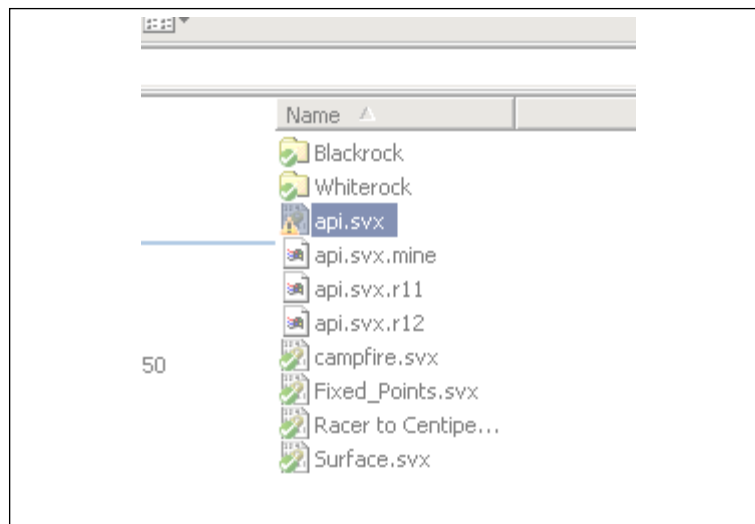 Name
Blackrock
Whiterock
api.svx
api.svx.mine
api.svx.r11
api.svx.r12
50
campfire.svx
Fixed_Points.svx
Racer to Centipe...
Surface.svx